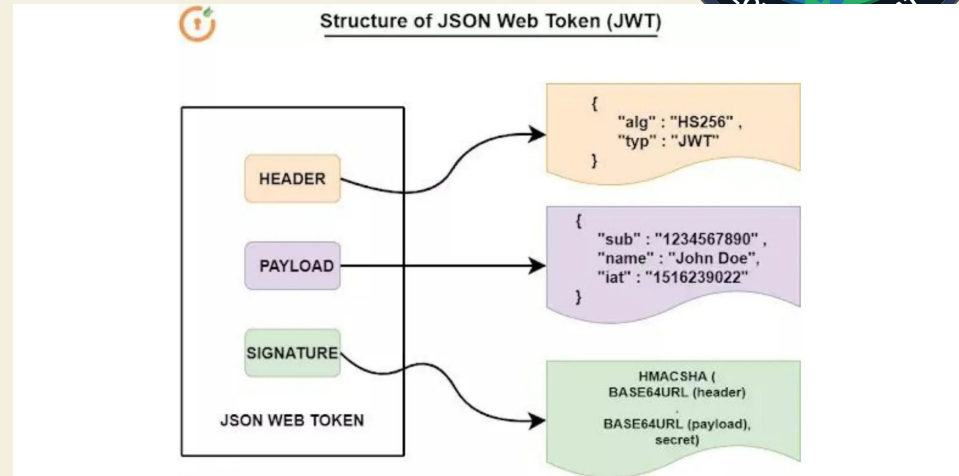 Structure of JSON Web Token (JWT)
HEADER
PAYLOAD
SIGNATURE
JSON WEB TOKEN
{
"alg" : "HS256" ,
"typ" : "JWT"
}
{
"sub" : "1234567890" ,
"name" : "John Doe",
"iat" : "1516239022"
}
HMACSHA (
BASE64URL (header)
.
BASE64URL (payload),
secret)